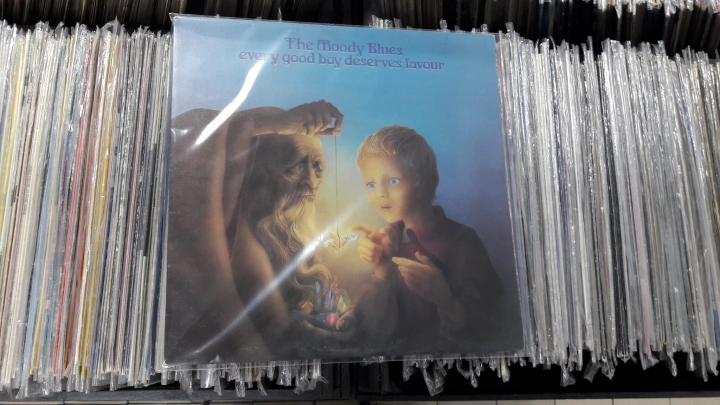 The Moody Blues
every good boy deserves favour